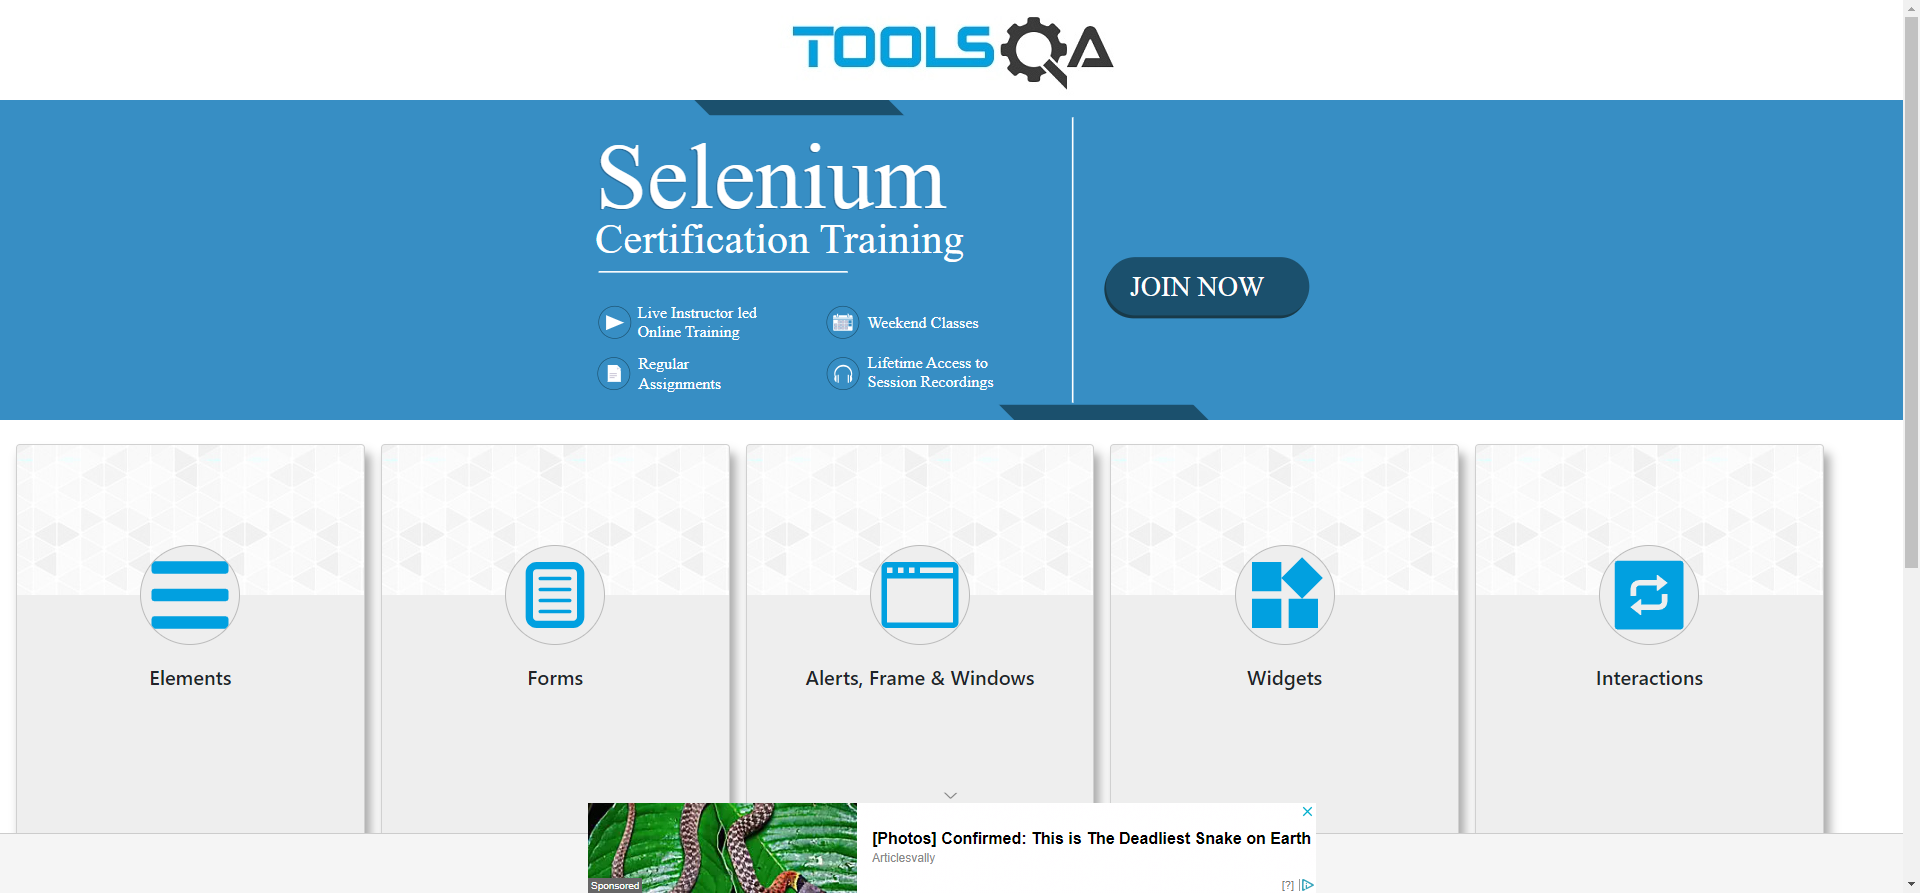 TOOLSQA
Selenium
Certification Training
JOIN NOW
Live Instructor led
Online Training
Weekend Classes
Regular
Assignments
Lifetime Access to
Session Recordings
Elements
Forms
Alerts, Frame & Windows
Widgets
Interactions
[Photos] Confirmed: This is The Deadliest Snake on Earth
Articlesvally
Sponsored
[?]